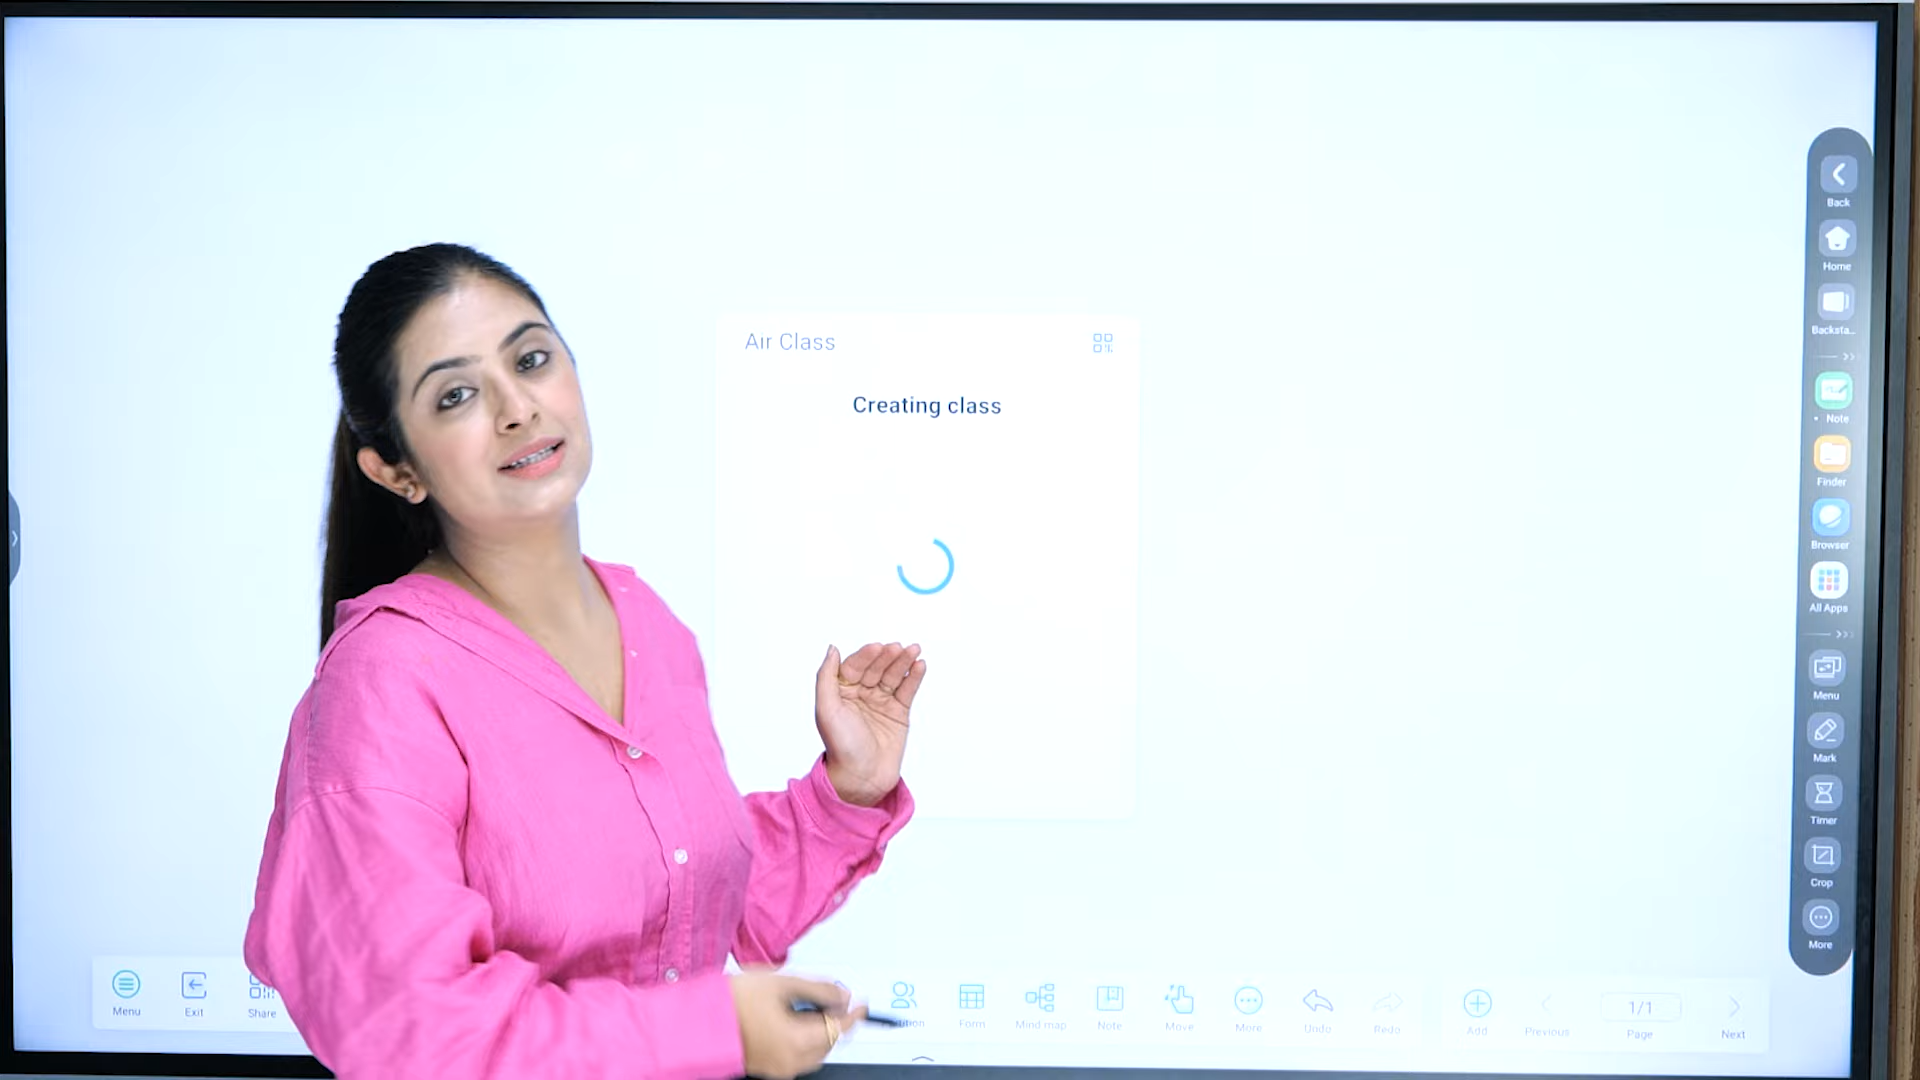 Air Class
Creating class
Back
Home
Backsta...
Note
Finder
Browser
All Apps
Menu
Mark
Timer
Crop
More
Menu
Exit
Share
Form
Mind map
Note
Move
More
Undo
Redo
Add
Previous
1/1
Page
Next